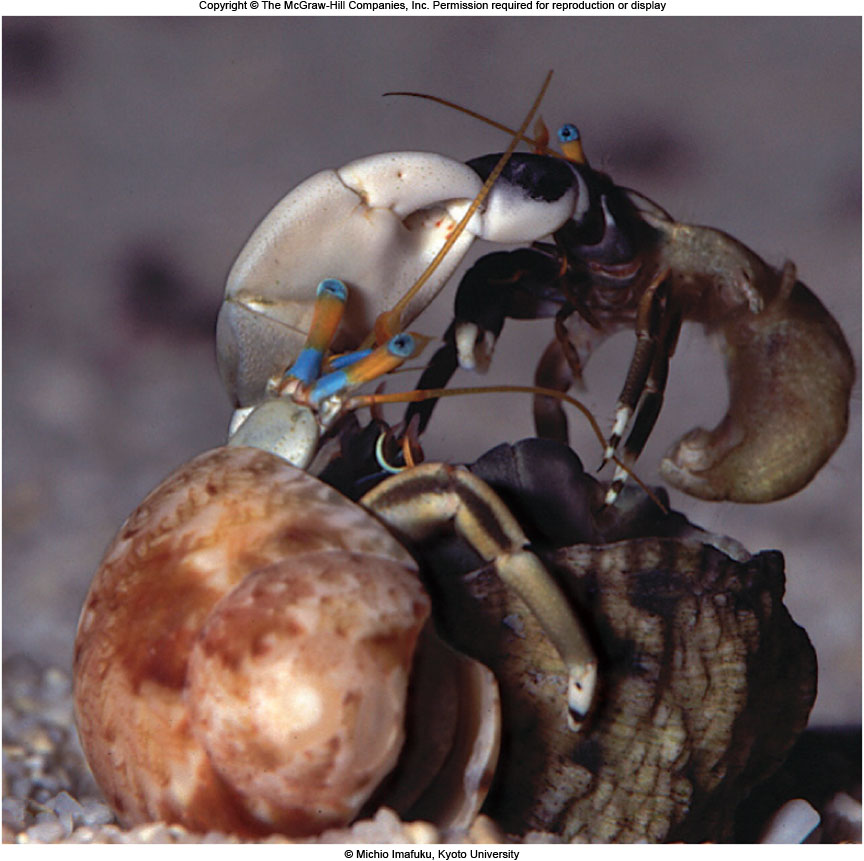 Copyright © The McGraw-Hill Companies, Inc. Permission required for reproduction or display
© Michio Imafuku, Kyoto University